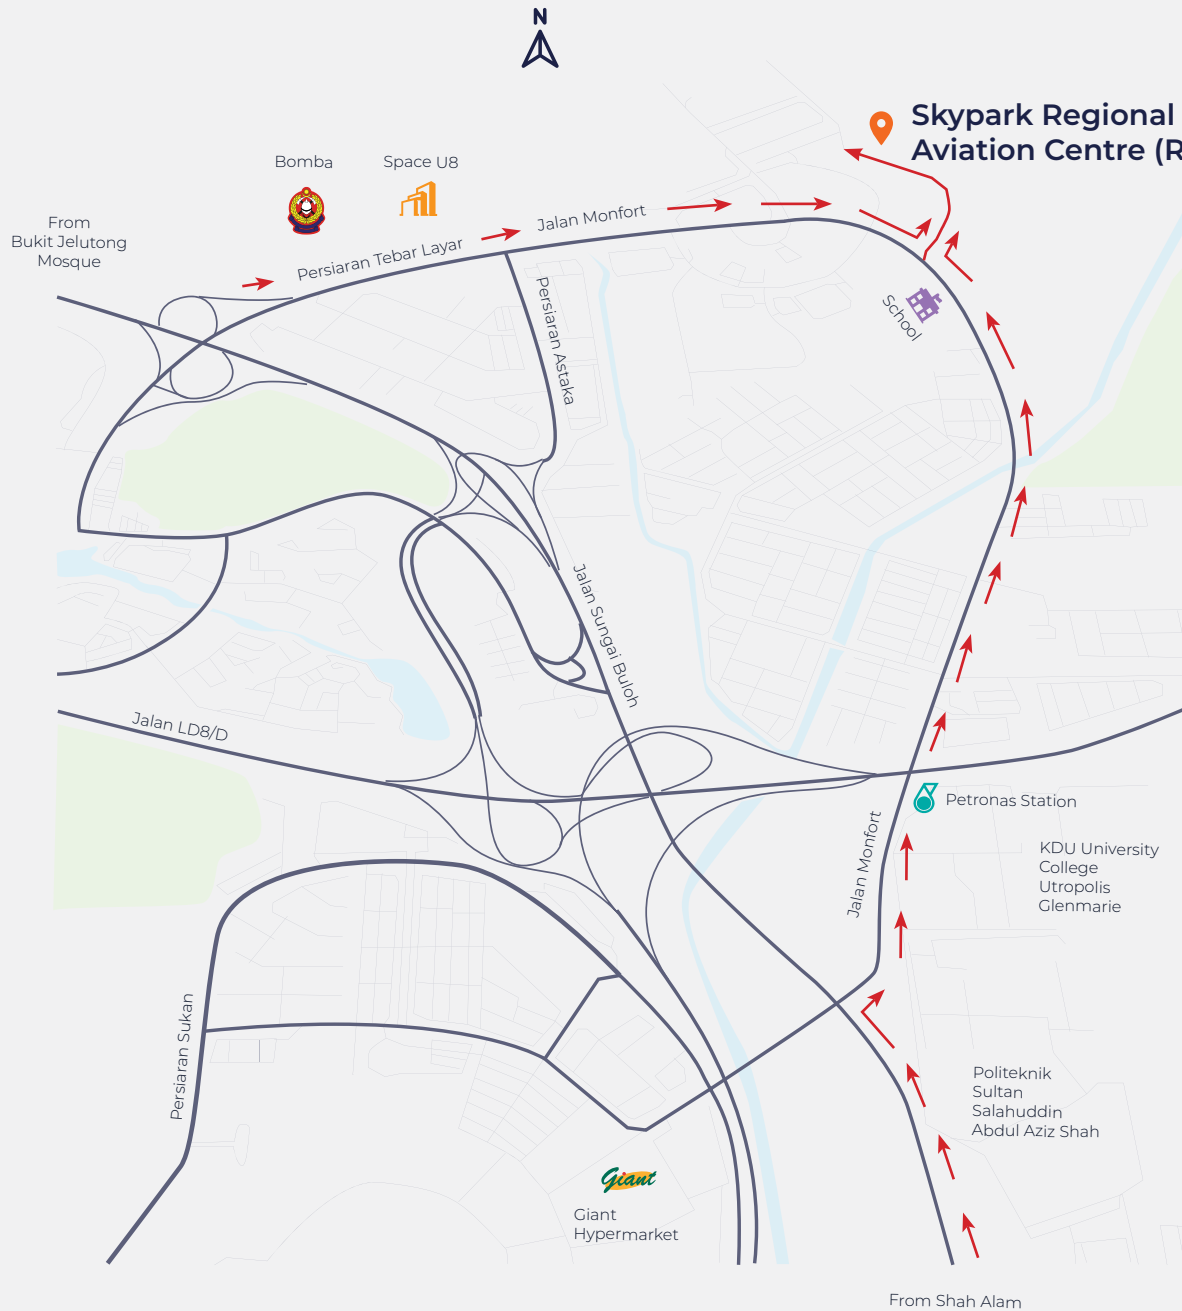 N
Skypark Regional
Aviation Centre (R
Bomba
Space U8
From
Bukit Jelutong
Mosque
Jalan Monfort
Persiaran Tebar Layar
Persiaran Astaka
School
Jalan Sungai Buloh
Jalan LD8/D
Petronas Station
Jalan Monfort
KDU University
College
Utropolis
Glenmarie
Persiaran Sukan
Politeknik
Sultan
Salahuddin
Abdul Aziz Shah
Giant
Giant
Hypermarket
From Shah Alam